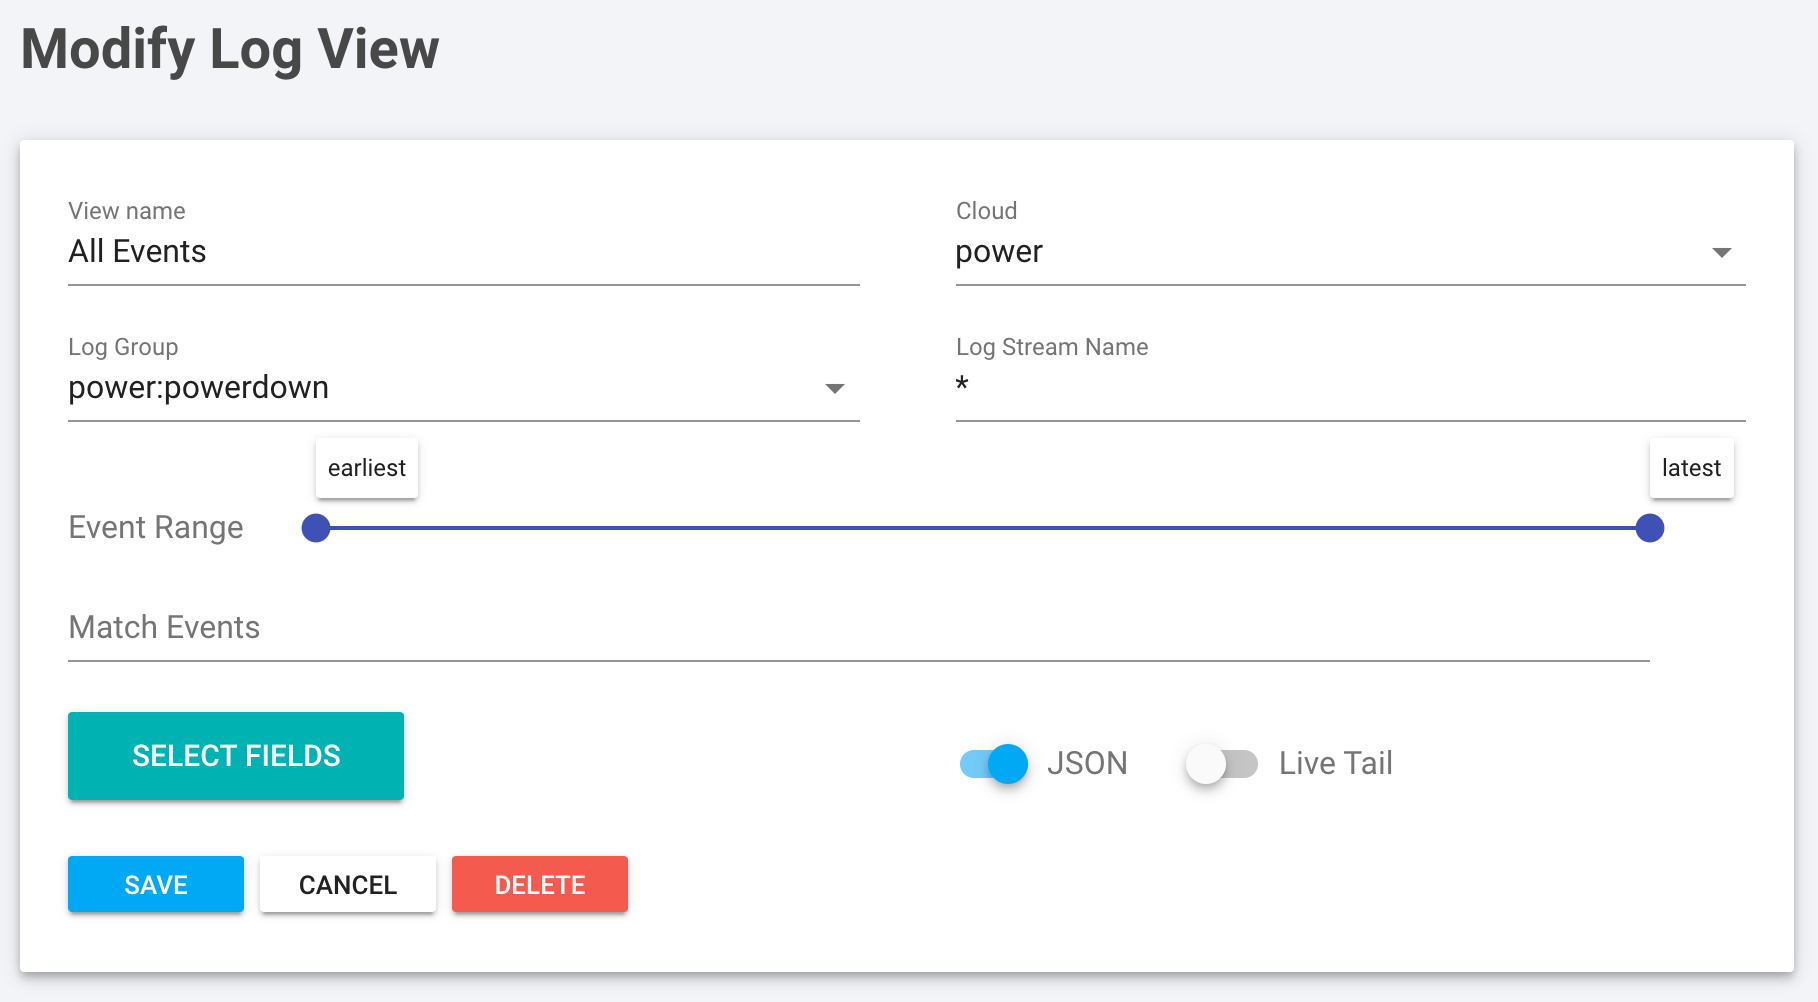 Modify Log View
View name
All Events
Cloud
power
Log Group
power:powerdown
Log Stream Name
*
earliest
latest
Event Range
Match Events
SELECT FIELDS
JSON
Live Tail
SAVE
CANCEL
DELETE